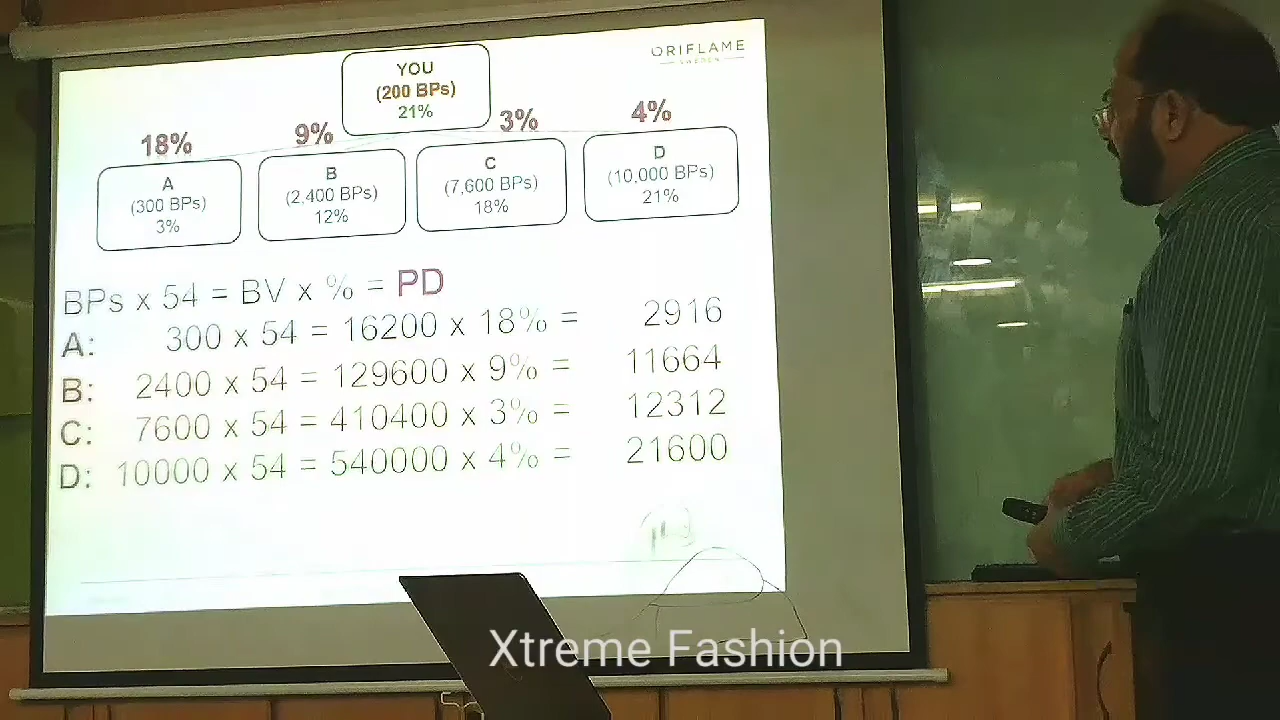 ORIFLAME
SWEDEN
YOU
(200 BPs)
21%
18%
9%
3%
4%
A
(300 BPs)
3%
B
(2,400 BPs)
12%
C
(7,600 BPs)
18%
D
(10,000 BPs)
21%
BPs x 54 = BV x % = PD
A: 300 x 54 = 16200 x 18% = 2916
B: 2400 x 54 = 129600 x 9% = 11664
C: 7600 x 54 = 410400 x 3% = 12312
D: 10000 x 54 = 540000 x 4% = 21600
Xtreme Fashion